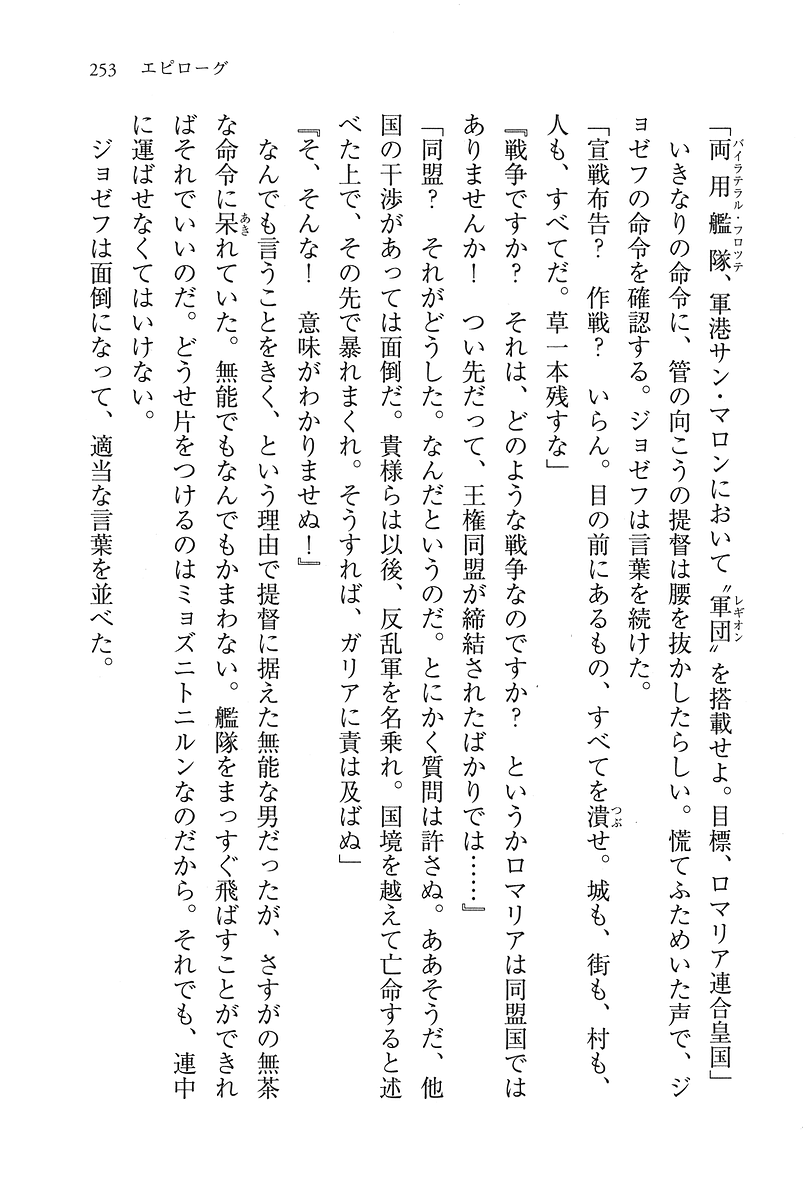 253　エピローグ
「両用艦隊、軍港サン・マロンにおいて〝軍団〟を搭載せよ。目標、ロマリア連合皇国」
バイラテラル・フロッテ
レギオン
　いきなりの命令に、管の向こうの提督は腰を抜かしたらしい。慌てふためいた声で、ジ
ョゼフの命令を確認する。ジョゼフは言葉を続けた。
「宣戦布告？　作戦？　いらん。目の前にあるもの、すべてを潰せ。城も、街も、村も、
つぶ
人も、すべてだ。草一本残すな」
『戦争ですか？　それは、どのような戦争なのですか？　というかロマリアは同盟国では
ありませんか！　つい先だって、王権同盟が締結されたばかりでは……』
「同盟？　それがどうした。なんだというのだ。とにかく質問は許さぬ。ああそうだ、他
国の干渉があっては面倒だ。貴様らは以後、反乱軍を名乗れ。国境を越えて亡命すると述
べた上で、その先で暴れまくれ。そうすれば、ガリアに責は及ばぬ」
『そ、そんな！　意味がわかりませぬ！』
　なんでも言うことをきく、という理由で提督に据えた無能な男だったが、さすがの無茶
な命令に呆れていた。無能でもなんでもかまわない。艦隊をまっすぐ飛ばすことができれ
あき
ばそれでいいのだ。どうせ片をつけるのはミョズニトニルンなのだから。それでも、連中
に運ばせなくてはいけない。
　ジョゼフは面倒になって、適当な言葉を並べた。